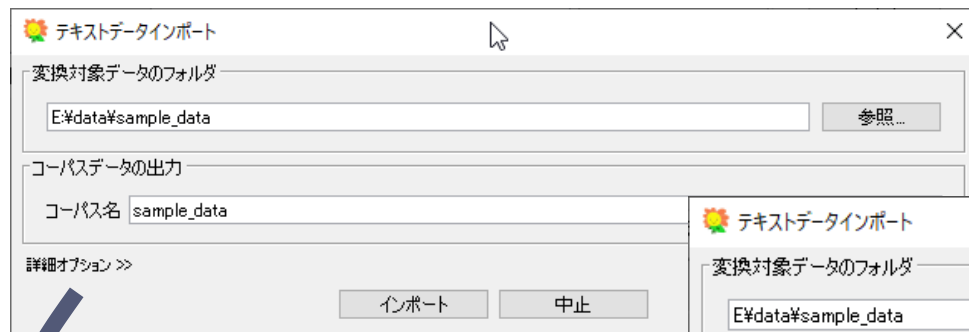 テキストデータインポート
変換対象データのフォルダ
E:¥data¥sample_data
参照...
コーパスデータの出力
コーパス名 sample_data
詳細オプション >>
インポート
中止
テキストデータインポート
変換対象データのフォルダ
E¥data¥sample_data